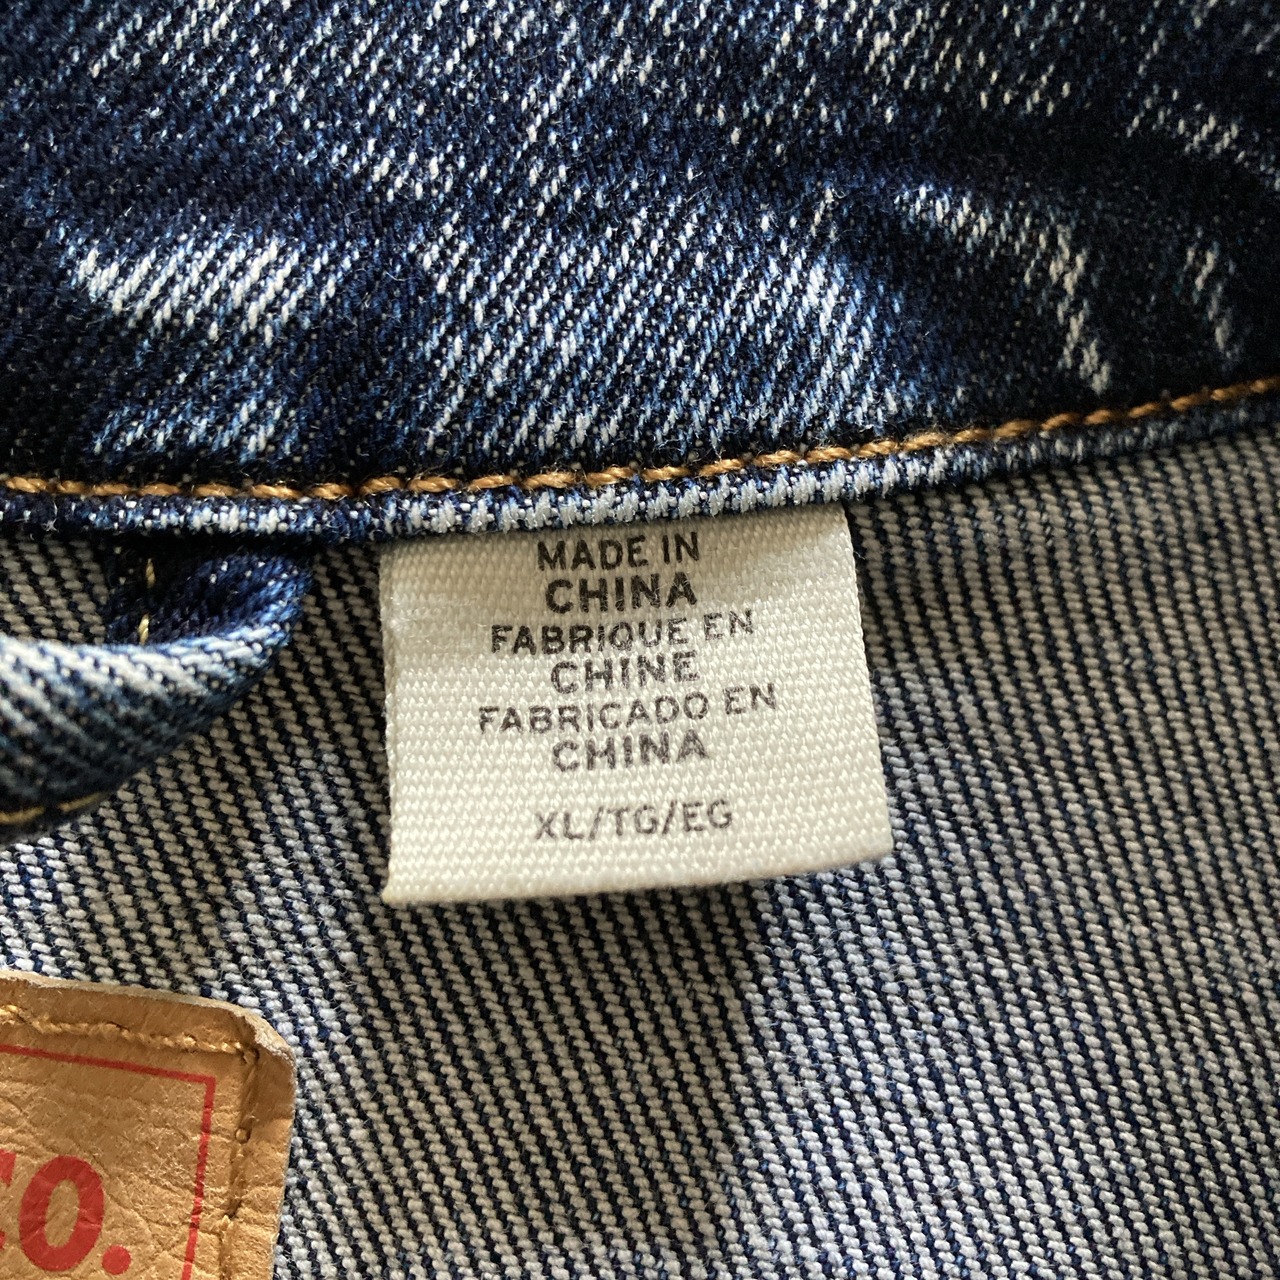 MADE IN
CHINA
FABRIQUE EN
CHINE
FABRICADO EN
CHINA
XL/TG/EG
CO.